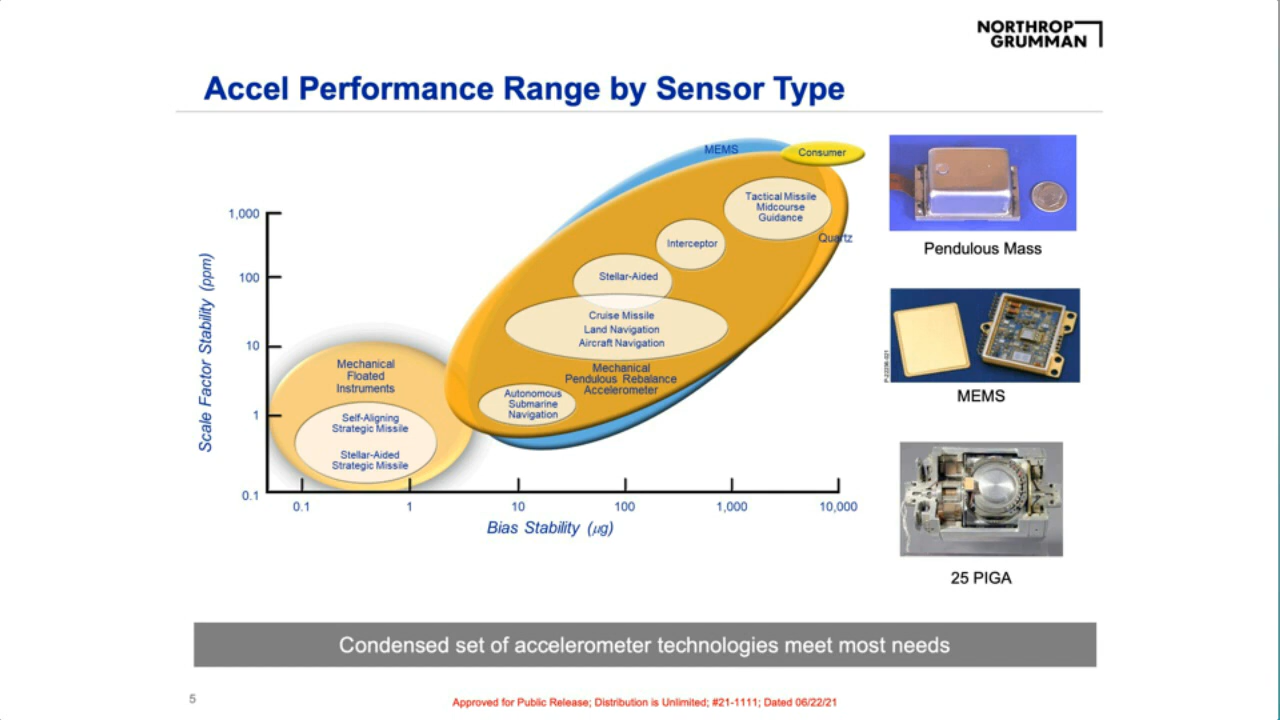 NORTHROP
GRUMMAN
Accel Performance Range by Sensor Type
MEMS
Consumer
Tactical Missile
Midcourse
Guidance
Quartz
Interceptor
Stellar-Aided
Cruise Missile
Land Navigation
Aircraft Navigation
Mechanical
Pendulous Rebalance
Accelerometer
Autonomous
Submarine
Navigation
Mechanical
Floated
Instruments
Self-Aligning
Strategic Missile
Stellar-Aided
Strategic Missile
Scale Factor Stability (ppm)
1,000
100
10
1
0.1
0.1
1
10
100
1,000
10,000
Bias Stability (µg)
Pendulous Mass
P-22236-021
MEMS
25 PIGA
Condensed set of accelerometer technologies meet most needs
5
Approved for Public Release; Distribution is Unlimited; #21-1111; Dated 06/22/21